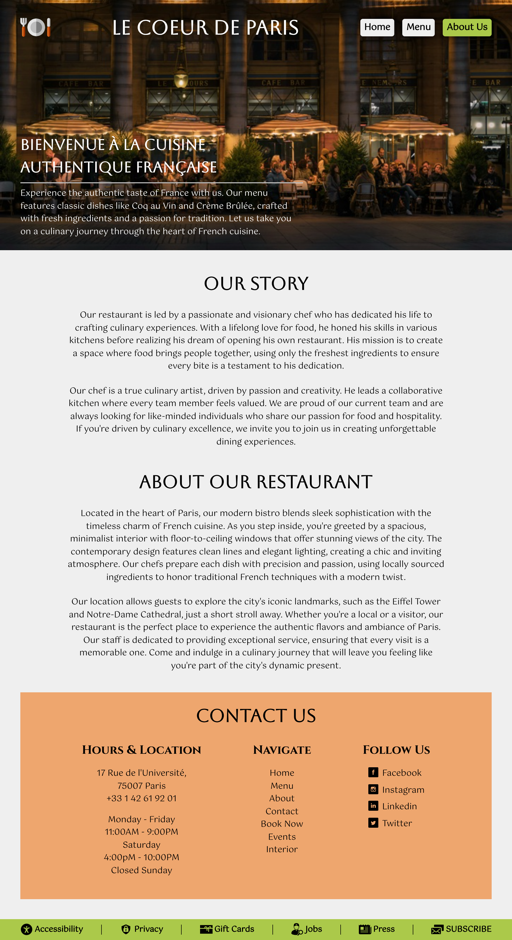 LE COEUR DE PARIS
Home
Menu
About Us
BIENVENUE À LA CUISINE
AUTHENTIQUE FRANÇAISE
Experience the authentic taste of France with us. Our menu
features classic dishes like Coq au Vin and Crème Brûlée, crafted
with fresh ingredients and a passion for tradition. Let us take you
on a culinary journey through the heart of French cuisine.
OUR STORY
Our restaurant is led by a passionate and visionary chef who has dedicated his life to
crafting culinary experiences. With a lifelong love for food, he honed his skills in various
kitchens before realizing his dream of opening his own restaurant. His mission is to create
a space where food brings people together, using only the freshest ingredients to ensure
every bite is a testament to his dedication.
Our chef is a true culinary artist, driven by passion and creativity. He leads a collaborative
kitchen where every team member feels valued. We are proud of our current team and are
always looking for like-minded individuals who share our passion for food and hospitality.
If you're driven by culinary excellence, we invite you to join us in creating unforgettable
dining experiences.
ABOUT OUR RESTAURANT
Located in the heart of Paris, our modern bistro blends sleek sophistication with the
timeless charm of French cuisine. As you step inside, you're greeted by a spacious,
minimalist interior with floor-to-ceiling windows that offer stunning views of the city. The
contemporary design features clean lines and elegant lighting, creating a chic and inviting
atmosphere. Our chefs prepare each dish with precision and passion, using locally sourced
ingredients to honor traditional French techniques with a modern twist.
Our location allows guests to explore the city's iconic landmarks, such as the Eiffel Tower
and Notre-Dame Cathedral, just a short stroll away. Whether you're a local or a visitor, our
restaurant is the perfect place to experience the authentic flavors and ambiance of Paris.
Our staff is dedicated to providing exceptional service, ensuring that every visit is a
memorable one. Come and indulge in a culinary journey that will leave you feeling like
you're part of the city's dynamic present.
CONTACT US
HOURS & LOCATION
17 Rue de l'Université,
75007 Paris
+33 1 42 61 92 01
Monday - Friday
11:00AM - 9:00PM
Saturday
4:00pM - 10:00PM
Closed Sunday
NAVIGATE
Home
Menu
About
Contact
Book Now
Events
Interior
FOLLOW US
Facebook
Instagram
Linkedin
Twitter
Accessibility
Privacy
Gift Cards
Jobs
Press
SUBSCRIBE